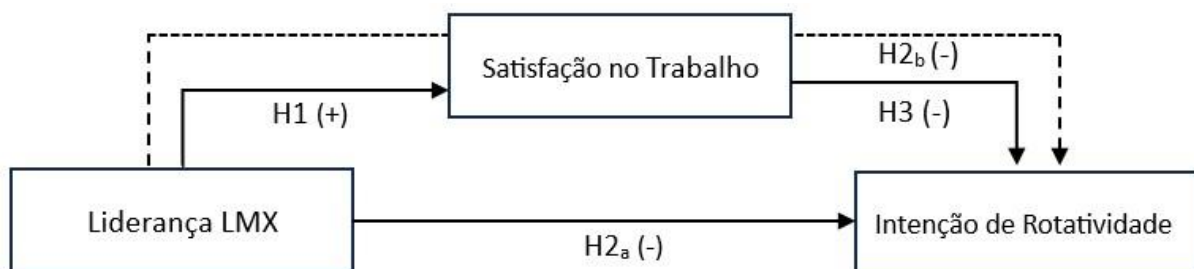 Satisfação no Trabalho
H2b (-)
H1 (+)
H3 (-)
Liderança LMX
Intenção de Rotatividade
H2a (-)